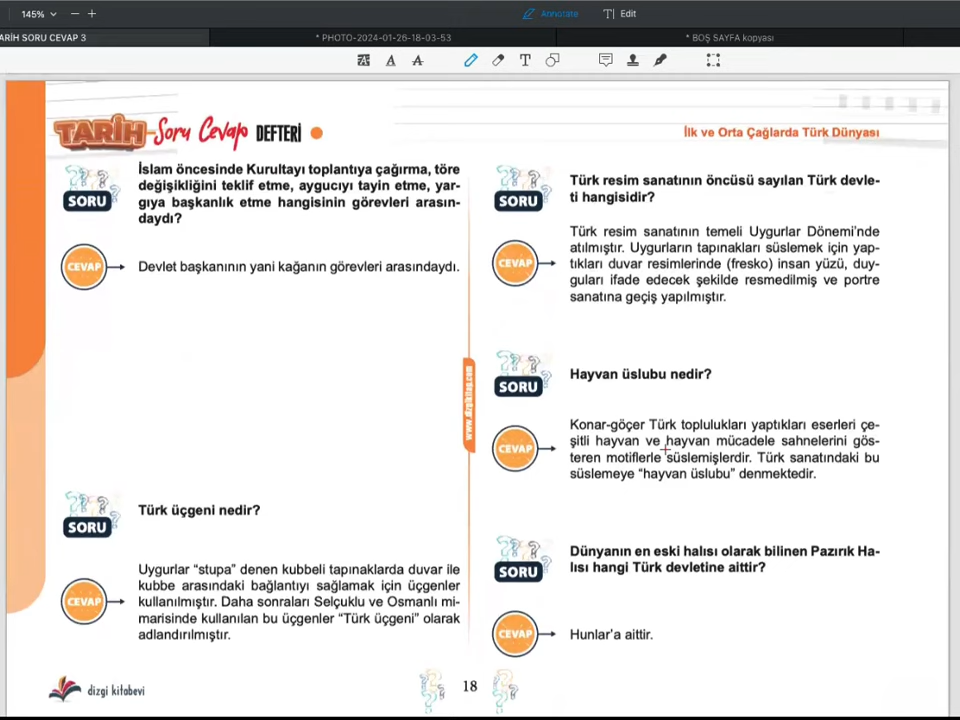 145%
Annotate
Edit
ARİH SORU CEVAP 3
* PHOTO-2024-01-26-18-03-53
* BOŞ SAYFA kopyası
TARİH-Soru Cevap DEFTERİ
İlk ve Orta Çağlarda Türk Dünyası
SORU
İslam öncesinde Kurultayı toplantıya çağırma, töre
değişikliğini teklif etme, aygucıyı tayin etme, yar-
gıya başkanlık etme hangisinin görevleri arasın-
daydı?
CEVAP
Devlet başkanının yani kağanın görevleri arasındaydı.
SORU
Türk üçgeni nedir?
CEVAP
Uygurlar “stupa” denen kubbeli tapınaklarda duvar ile
kubbe arasındaki bağlantıyı sağlamak için üçgenler
kullanılmıştır. Daha sonraları Selçuklu ve Osmanlı mi-
marisinde kullanılan bu üçgenler “Türk üçgeni” olarak
adlandırılmıştır.
www.dizgikitap.com
SORU
Türk resim sanatının öncüsü sayılan Türk devle-
ti hangisidir?
CEVAP
Türk resim sanatının temeli Uygurlar Dönemi’nde
atılmıştır. Uygurların tapınakları süslemek için yap-
tıkları duvar resimlerinde (fresko) insan yüzü, duy-
guları ifade edecek şekilde resmedilmiş ve portre
sanatına geçiş yapılmıştır.
SORU
Hayvan üslubu nedir?
CEVAP
Konar-göçer Türk toplulukları yaptıkları eserleri çe-
şitli hayvan ve hayvan mücadele sahnelerini gös-
teren motiflerle süslemişlerdir. Türk sanatındaki bu
süslemeye “hayvan üslubu” denmektedir.
SORU
Dünyanın en eski halısı olarak bilinen Pazırık Ha-
lısı hangi Türk devletine aittir?
CEVAP
Hunlar’a aittir.
dizgi kitabevi
18